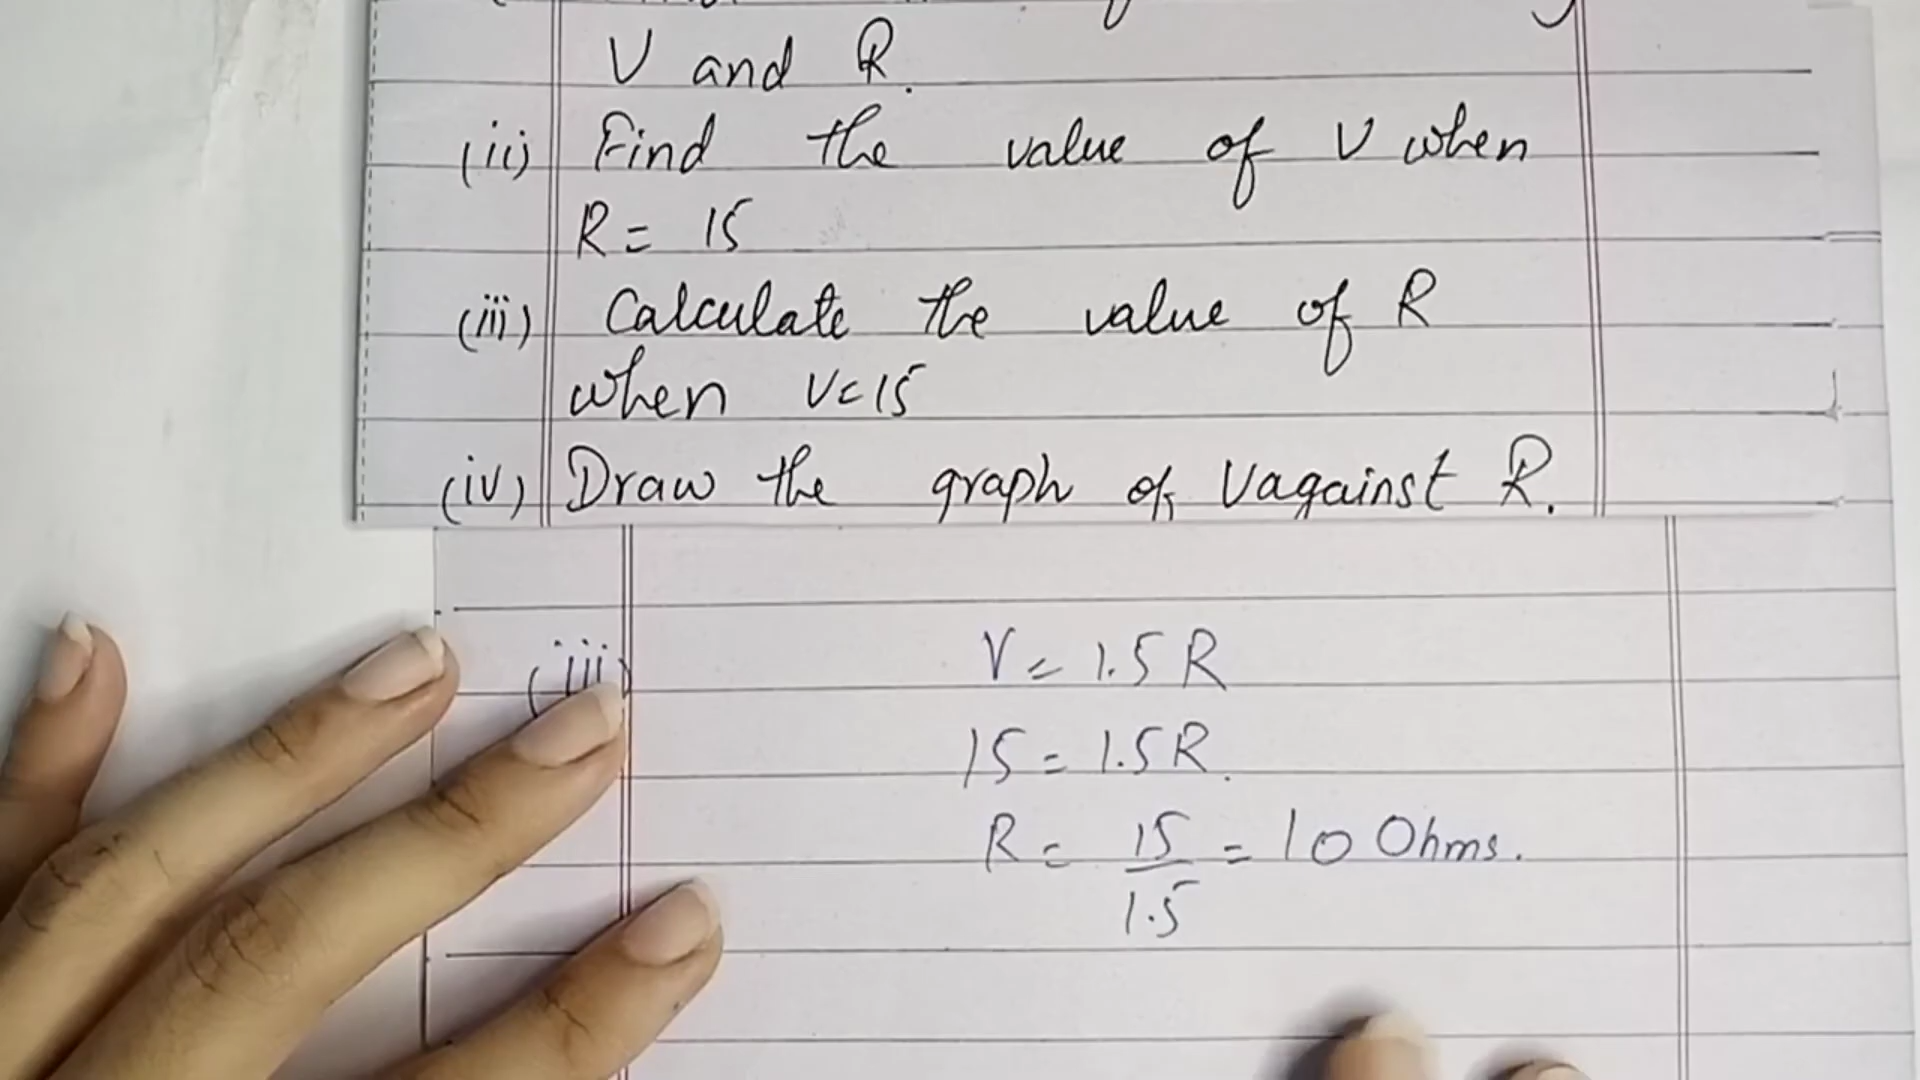 V and R.
(ii) Find the value of V when
R = 15
(iii) Calculate the value of R
when V=15
(iv) Draw the graph of V against R.
(iii) V = 1.5 R
15 = 1.5R.
R = 15/1.5 = 10 Ohms.